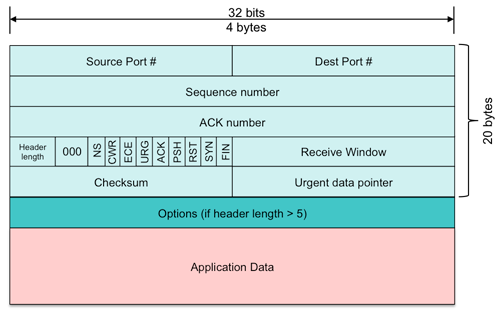 32 bits
4 bytes
Source Port #
Dest Port #
Sequence number
ACK number
Header
length
000
NS
CWR
ECE
URG
ACK
PSH
RST
SYN
FIN
Receive Window
Checksum
Urgent data pointer
20 bytes
Options (if header length > 5)
Application Data